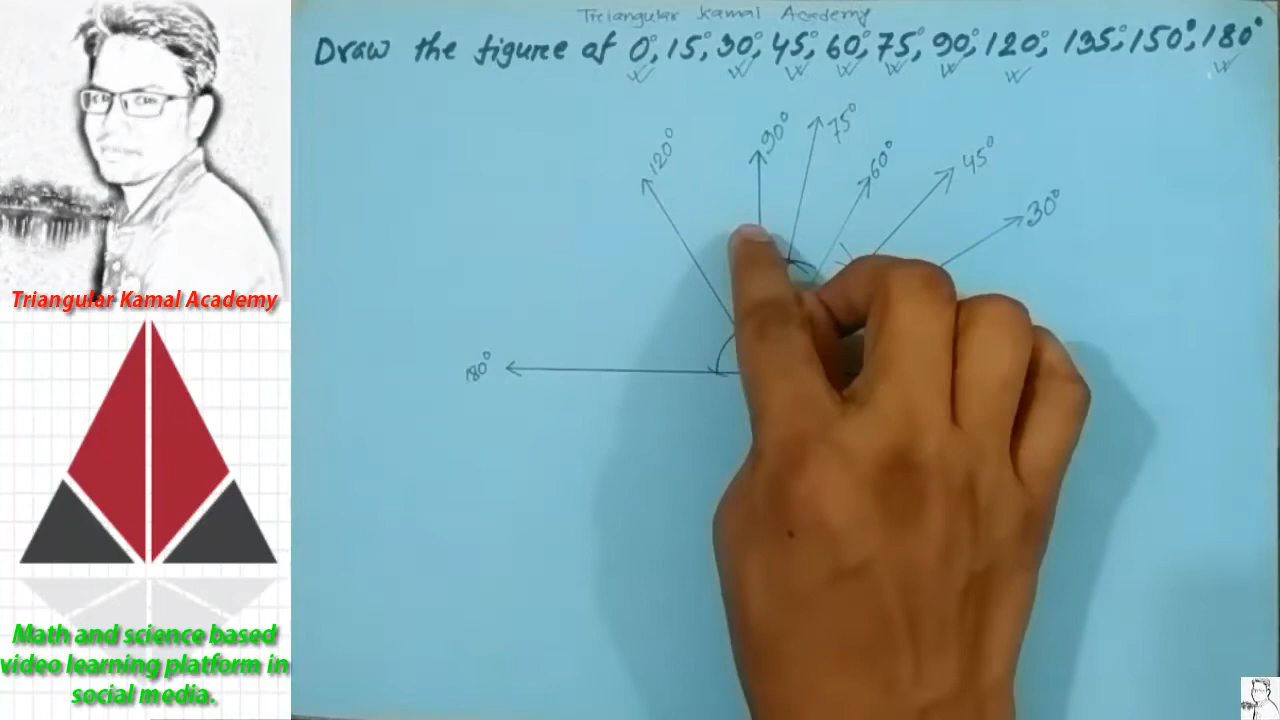 Trelangular Kamal Academy
Draw the figure of 0°, 15°, 30°, 45°, 60°, 75°, 90°, 120°, 135°, 150°, 180°
120°
90°
75°
60°
45°
30°
180°
Triangular Kamal Academy
Math and science based
video learning platform in
social media.